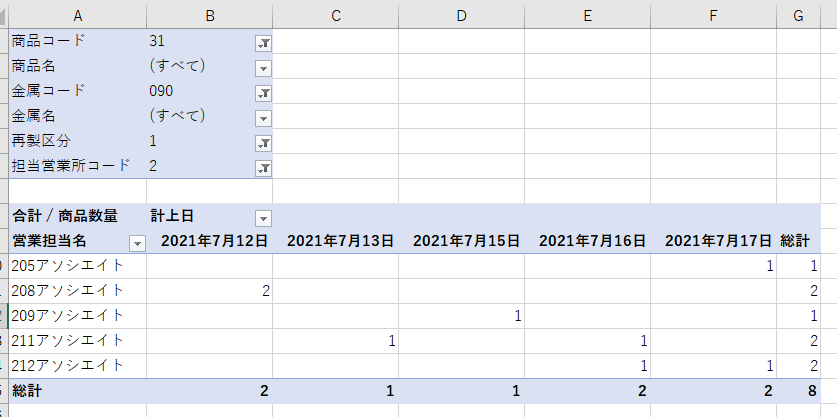 A B C D E F G
商品コード 31
商品名 (すべて)
金属コード 090
金属名 (すべて)
再製区分 1
担当営業所コード 2
合計 / 商品数量 計上日
営業担当名 2021年7月12日 2021年7月13日 2021年7月15日 2021年7月16日 2021年7月17日 総計
205アソシエイト 1 1
208アソシエイト 2 2
209アソシエイト 1 1
211アソシエイト 1 1 2
212アソシエイト 1 1 2
総計 2 1 1 2 2 8